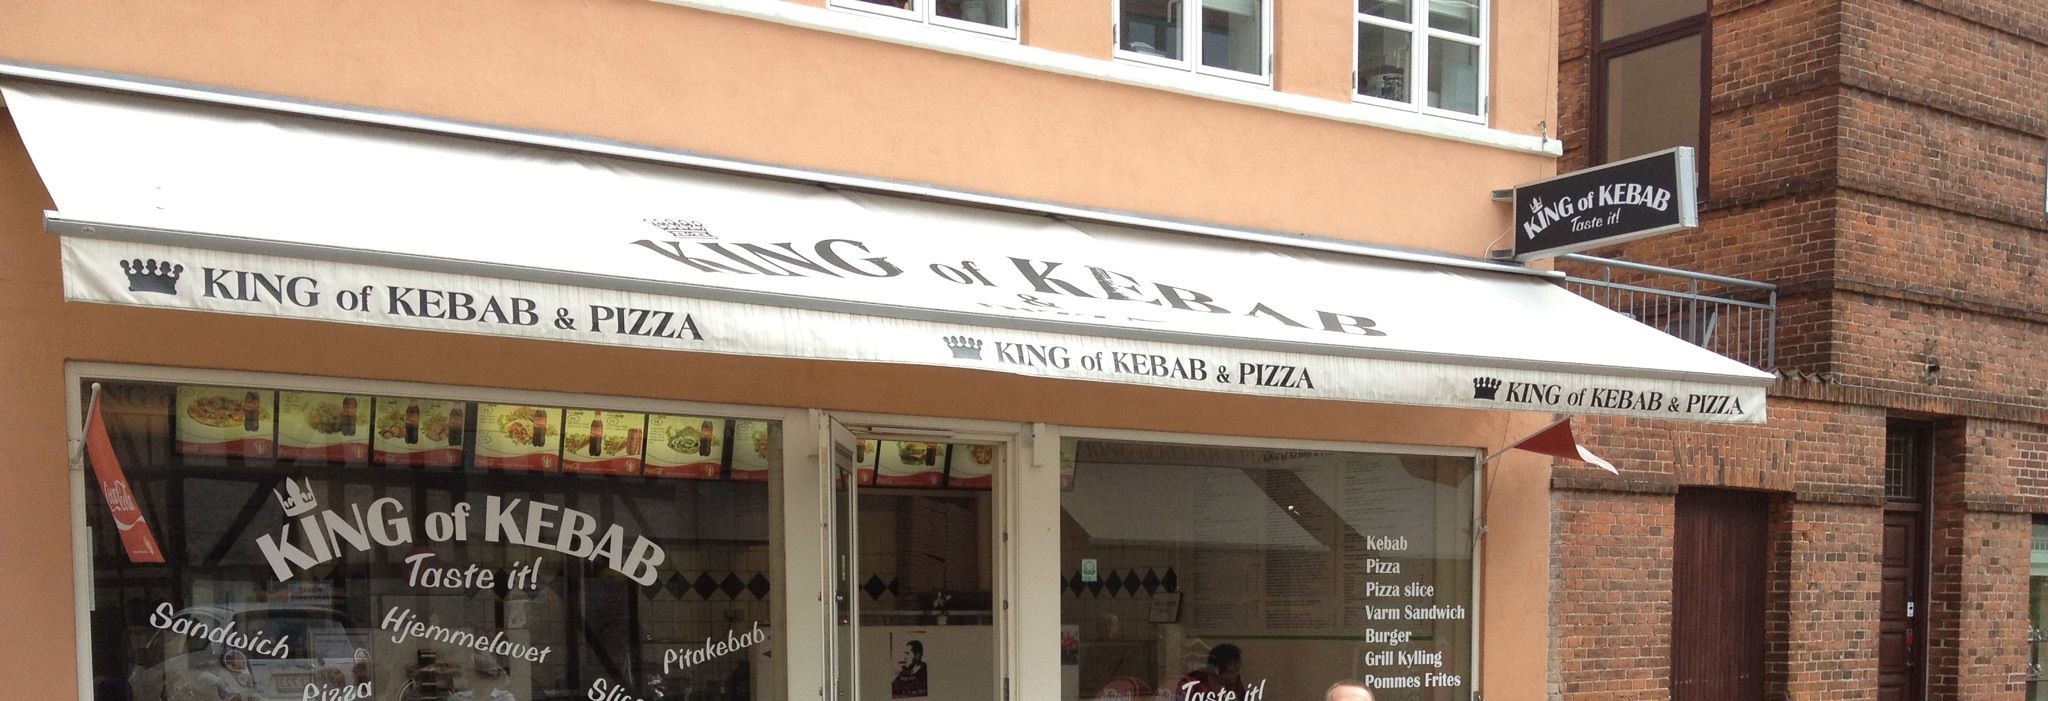 KING of KEBAB
Taste it!
KING of KEBAB
&
KING of KEBAB & PIZZA
KING of KEBAB & PIZZA
KING of KEBAB & PIZZA
Coca-Cola
KING of KEBAB
Taste it!
Sandwich
Hjemmelavet
Pitakebab
Pizza
Kebab
Pizza
Pizza slice
Varm Sandwich
Burger
Grill Kylling
Pommes Frites
Taste it!